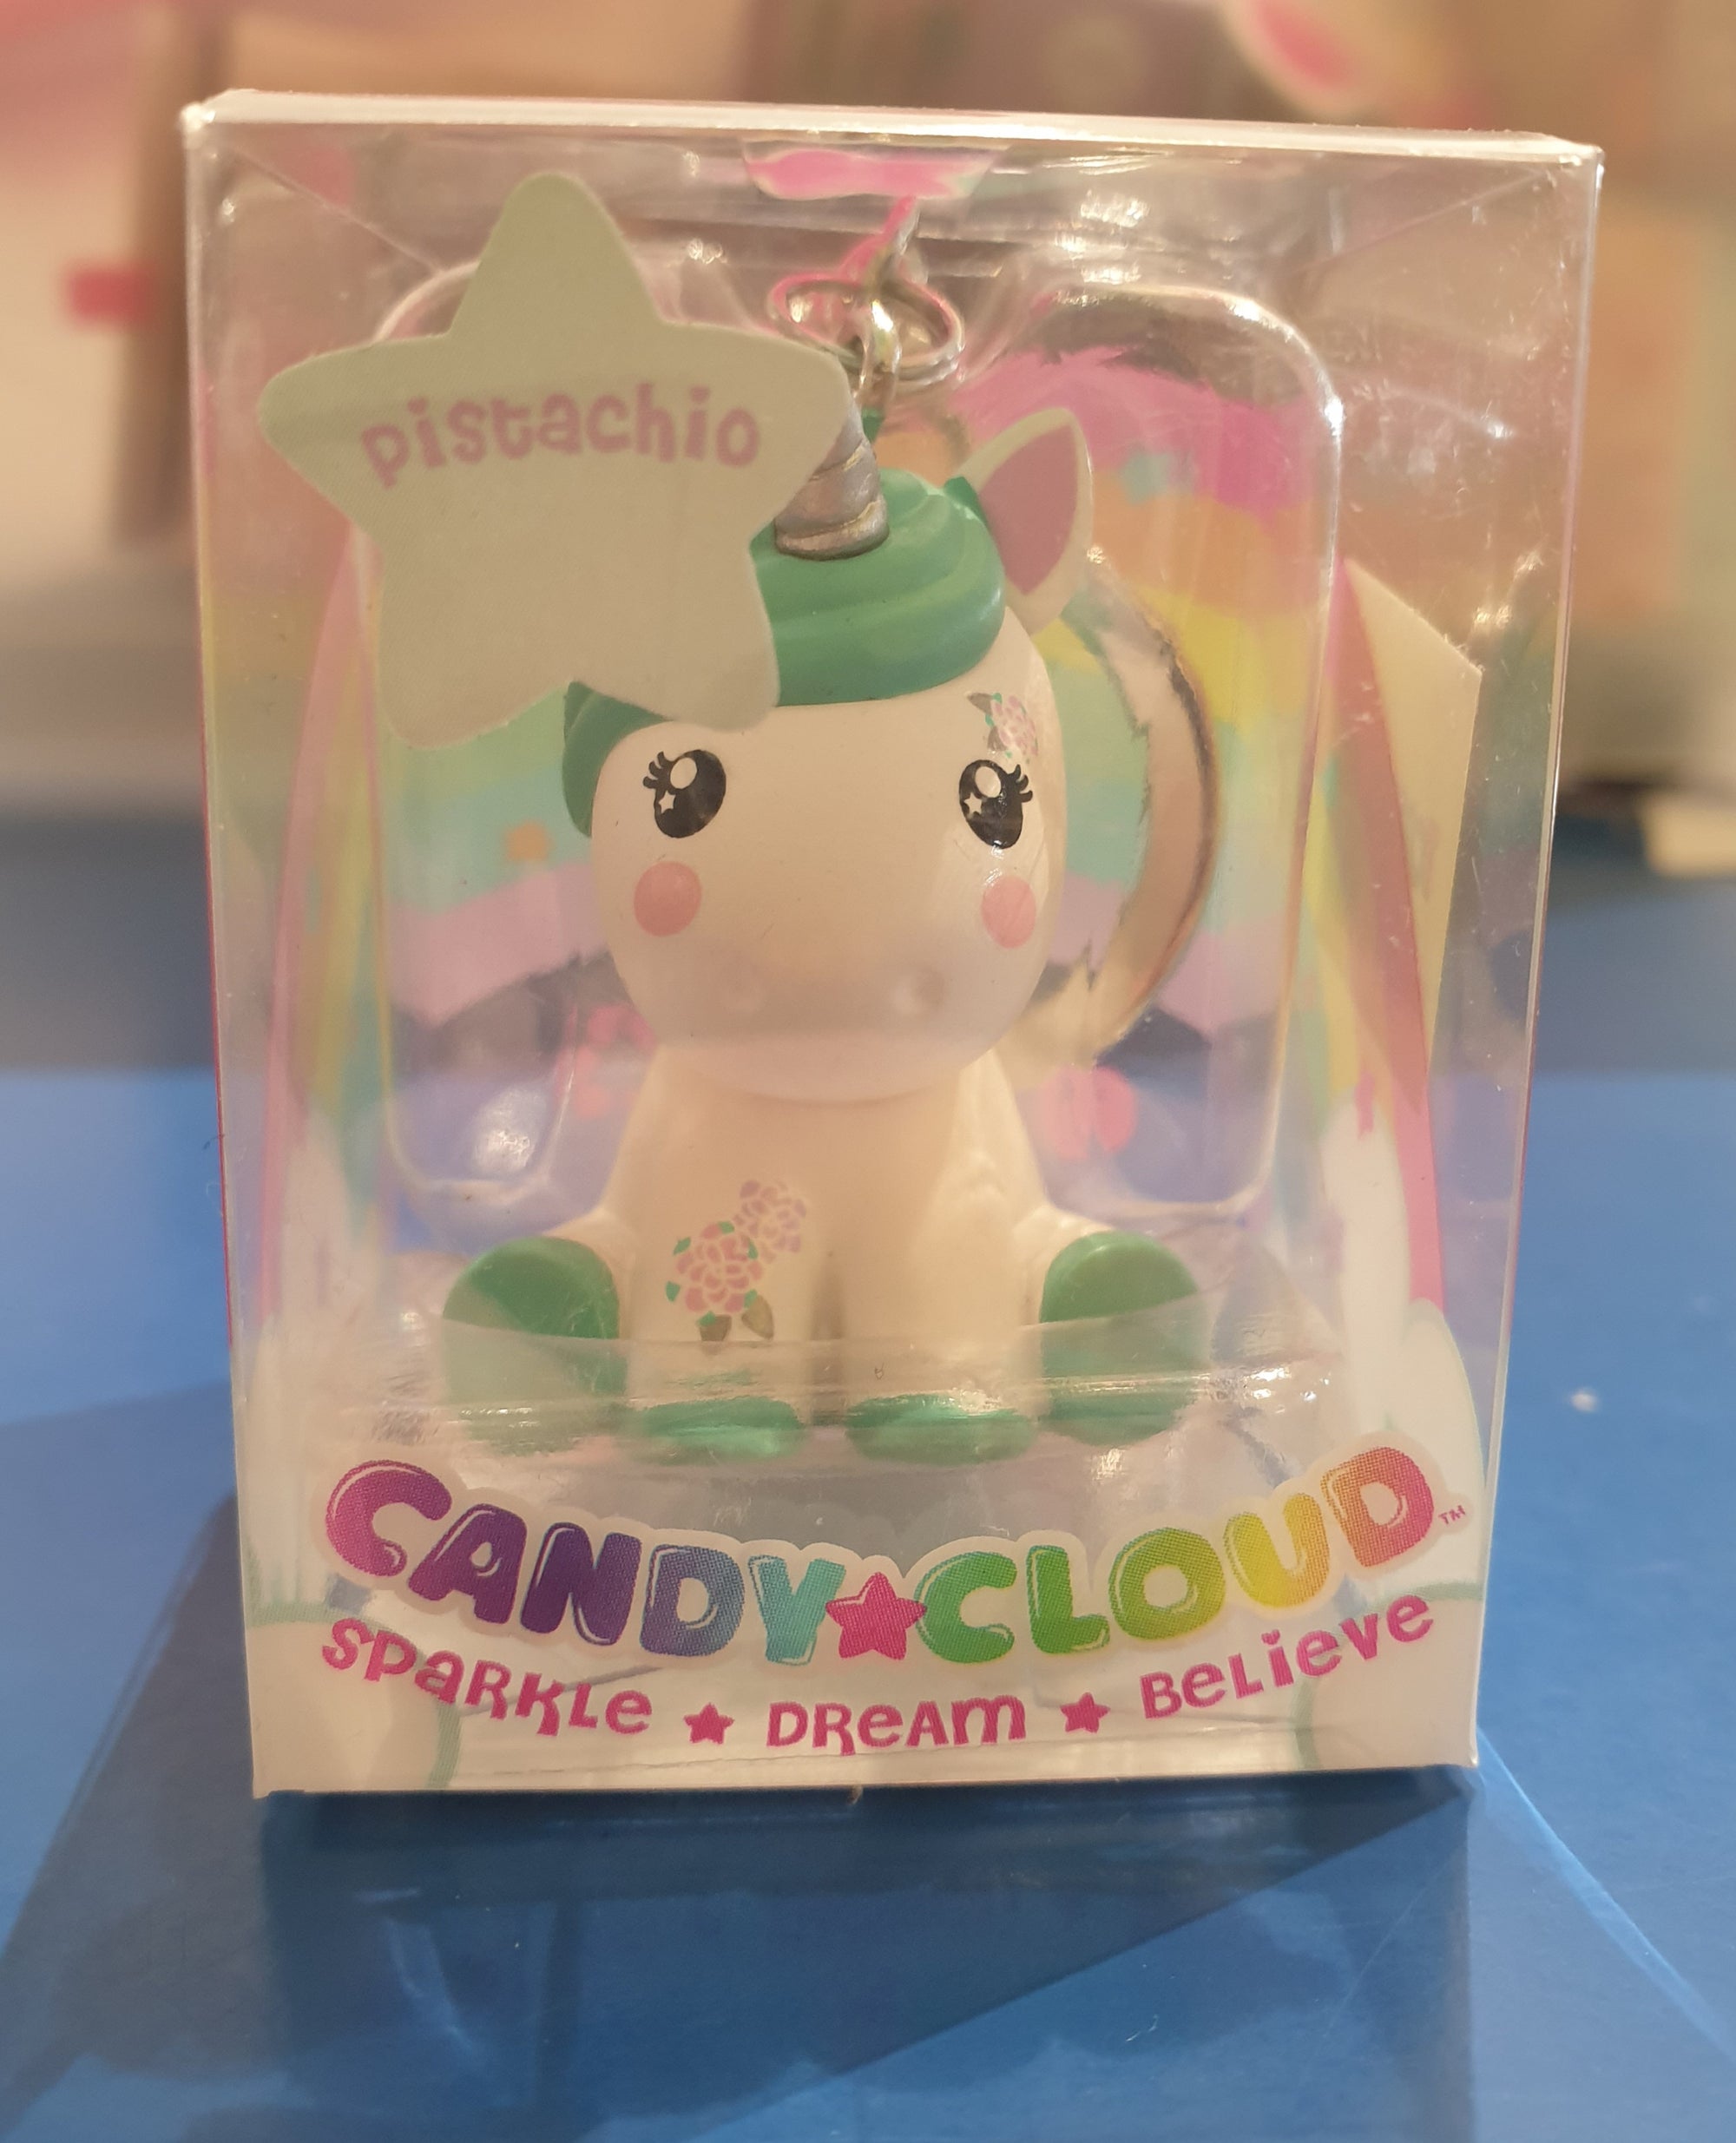 pistachio
CANDY★CLOUD™
SPARKLE ★ DREAM ★ BELIEVE